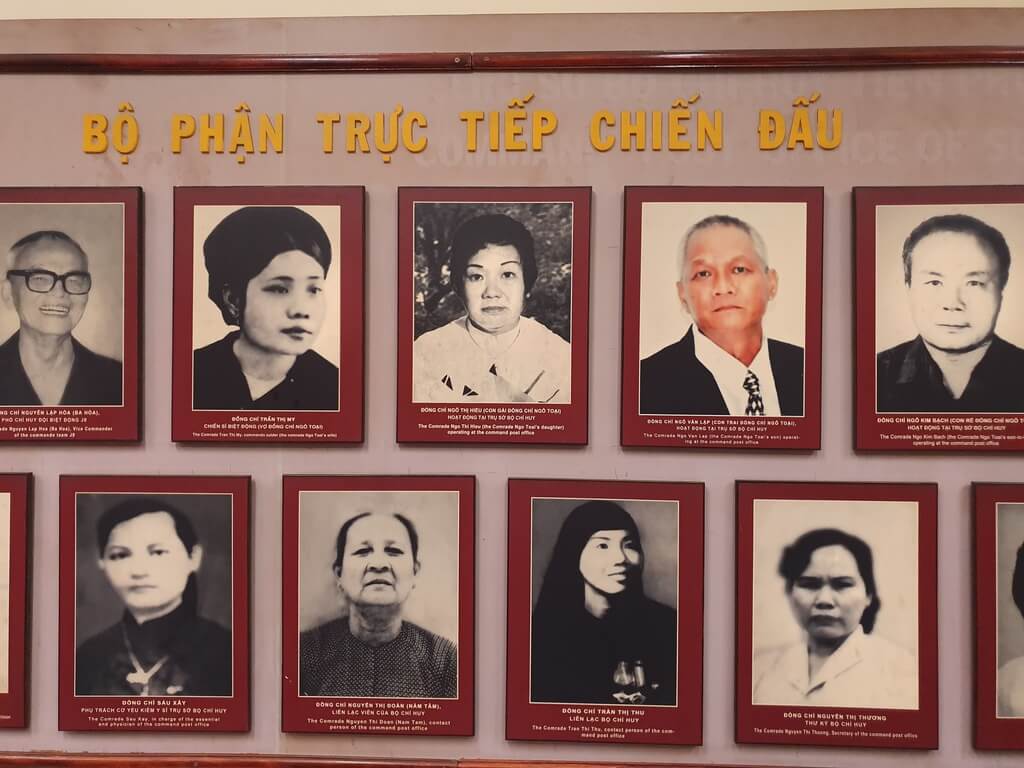 BỘ PHẬN TRỰC TIẾP CHIẾN ĐẤU
COMMAND OFFICE OF
ĐỒNG CHÍ NGUYỄN LẬP HÒA (BA HÒA),
PHÓ CHỈ HUY ĐỘI BIỆT ĐỘNG J9
Comrade Nguyen Lap Hoa (Ba Hoa), Vice Commander
of the commando team J9
ĐỒNG CHÍ TRẦN THỊ MY
CHIẾN SĨ BIỆT ĐỘNG (VỢ ĐỒNG CHÍ NGÔ TOẠI)
The Comrade Tran Thi My, commando soldier (the comrade Ngo Toai's wife)
ĐỒNG CHÍ NGÔ THỊ HIẾU (CON GÁI ĐỒNG CHÍ NGÔ TOẠI)
HOẠT ĐỘNG TẠI TRỤ SỞ BỘ CHỈ HUY
The Comrade Ngo Thi Hieu (the Comrade Ngo Toai's daughter)
operating at the command post office
ĐỒNG CHÍ NGÔ VĂN LẬP (CON TRAI ĐỒNG CHÍ NGÔ TOẠI),
HOẠT ĐỘNG TẠI TRỤ SỞ BỘ CHỈ HUY
The Comrade Ngo Van Lap (the Comrade Ngo Toai's son) operat-
ing at the command post office
ĐỒNG CHÍ NGÔ KIM BẠCH (CON RỂ ĐỒNG CHÍ NGÔ
HOẠT ĐỘNG TẠI TRỤ SỞ BỘ CHỈ HUY
The Comrade Ngo Kim Bach (the Comrade Ngo Toai's son-in
operating at the command post office
ĐỒNG CHÍ SÁU XÂY
PHỤ TRÁCH CƠ YẾU KIÊM Y SĨ TRỤ SỞ BỘ CHỈ HUY
The Comrade Sau Xay, in charge of the essential
and physician of the command post office
ĐỒNG CHÍ NGUYỄN THỊ ĐOÀN (NĂM TÂM),
LIÊN LẠC VIÊN CỦA BỘ CHỈ HUY
The Comrade Nguyen Thi Doan (Nam Tam), contact
person of the command post office
ĐỒNG CHÍ TRẦN THỊ THU
LIÊN LẠC BỘ CHỈ HUY
The Comrade Tran Thi Thu, contact person of the com-
mand post office
ĐỒNG CHÍ NGUYỄN THỊ THƯƠNG
THƯ KÝ BỘ CHỈ HUY
The Comrade Nguyen Thi Thuong, Secretary of the command post office